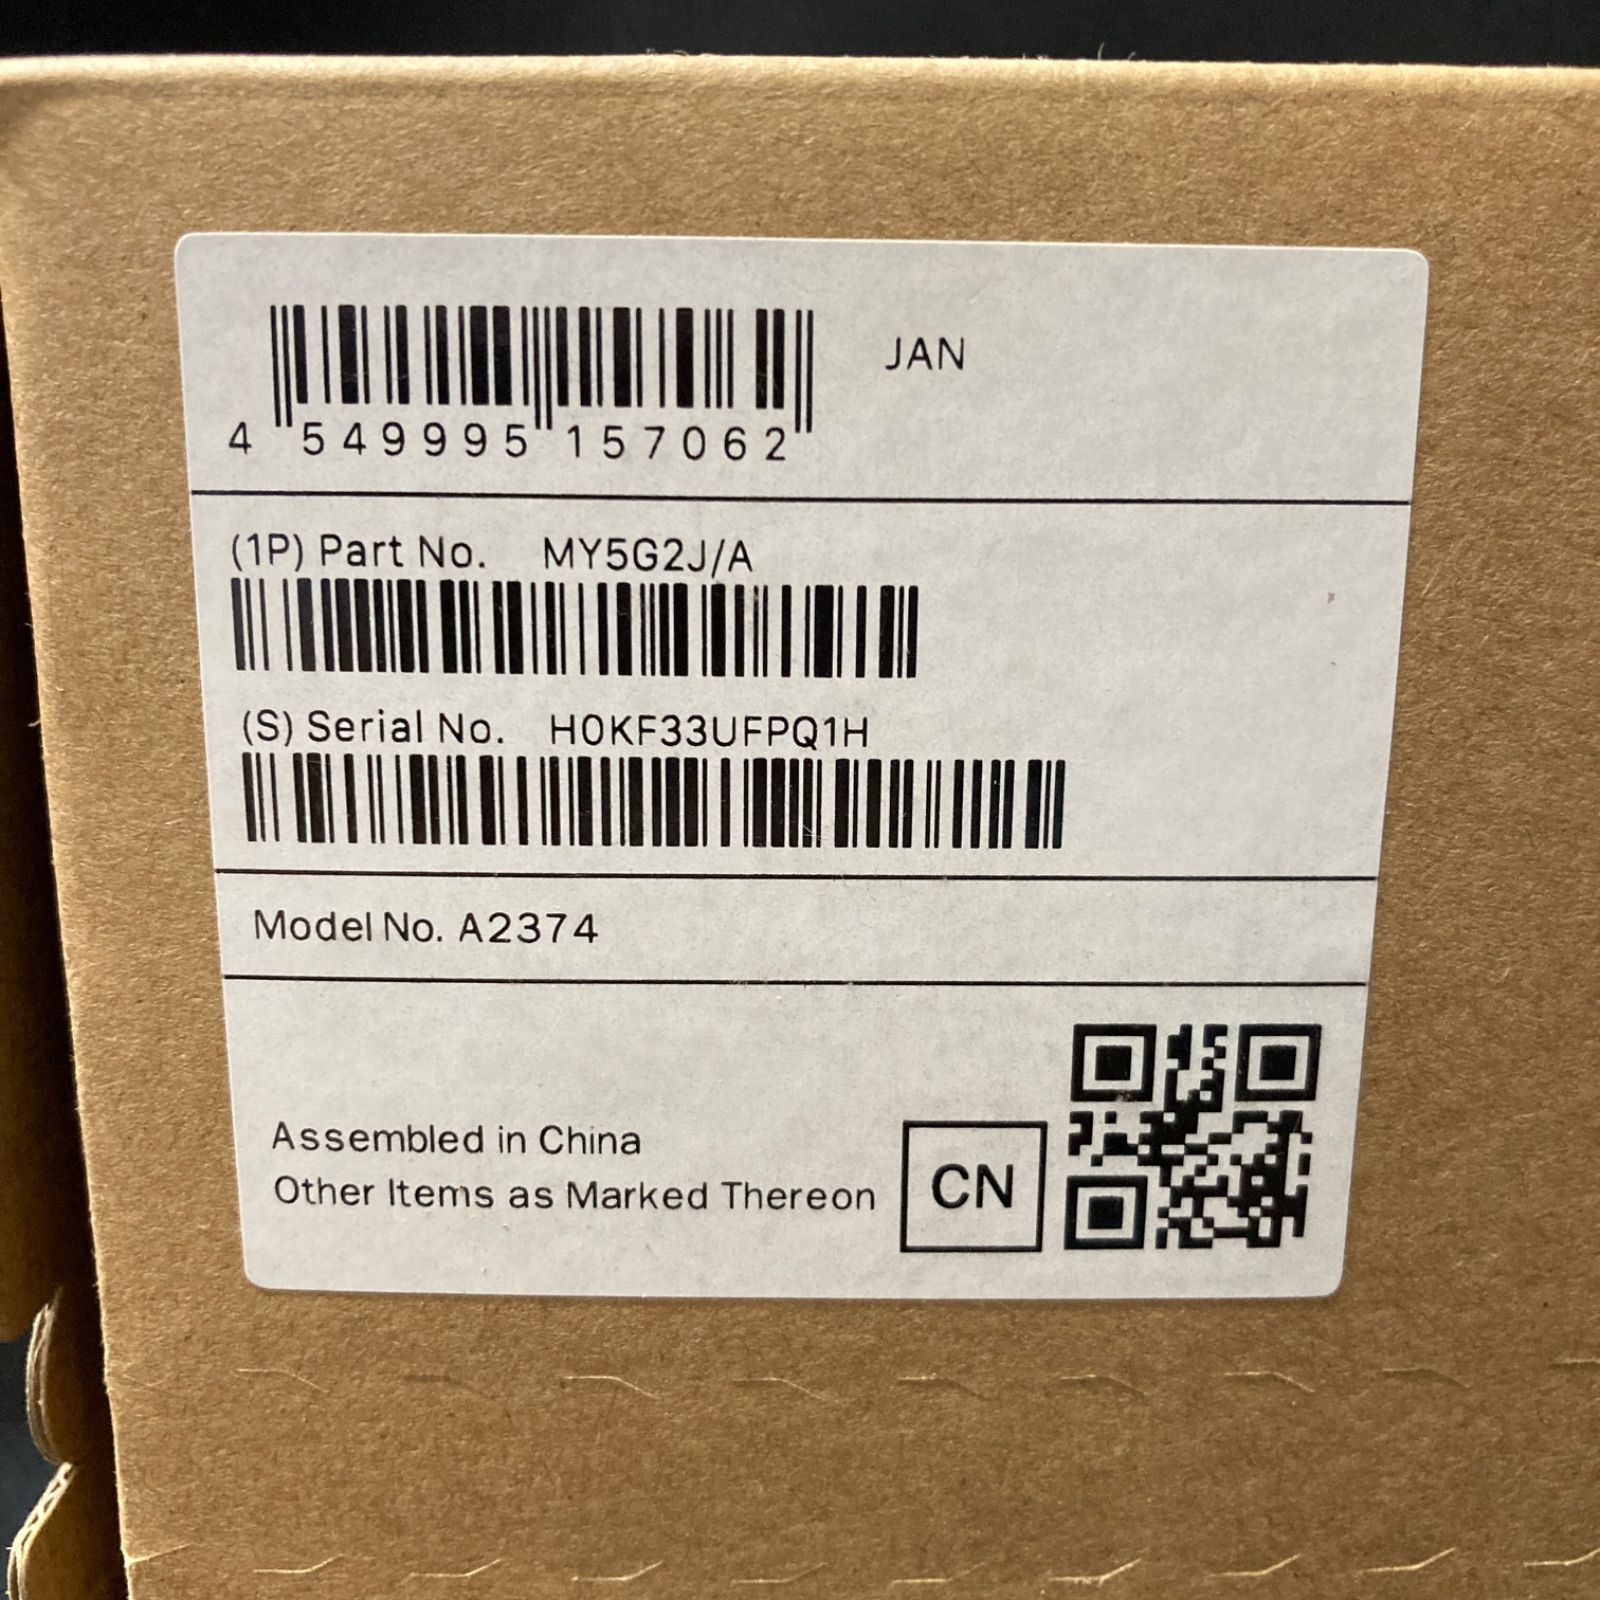 JAN
4 549995 157062
(1P) Part No. MY5G2J/A
(S) Serial No. H0KF33UFPQ1H
Model No. A2374
Assembled in China
Other Items as Marked Thereon
CN